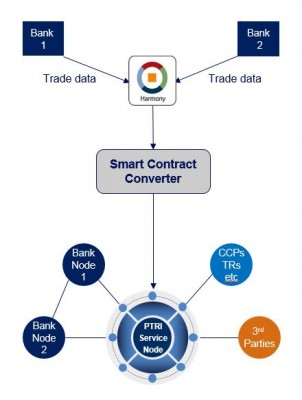 Bank
1
Bank
2
Trade data
Trade data
Harmony
Smart Contract
Converter
Bank
Node
1
CCPs
TRs
etc
Bank
Node
2
PTRI
Service
Node
3rd
Parties